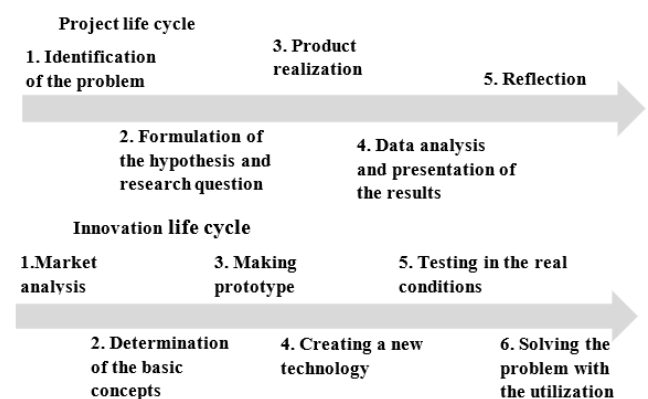 Project life cycle
1. Identification
of the problem
3. Product
realization
5. Reflection
2. Formulation of
the hypothesis and
research question
4. Data analysis
and presentation of
the results
Innovation life cycle
1.Market
analysis
3. Making
prototype
5. Testing in the real
conditions
2. Determination
of the basic
concepts
4. Creating a new
technology
6. Solving the
problem with
the utilization